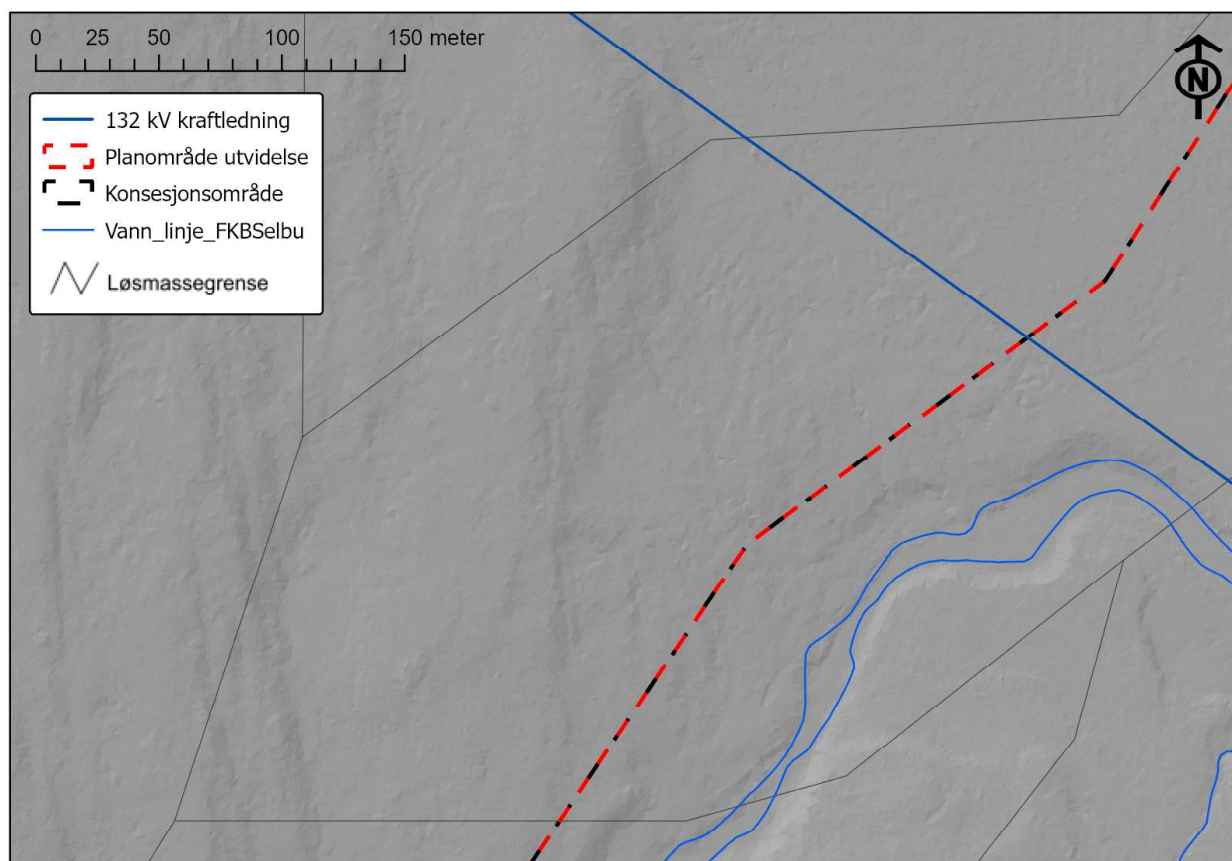 0 25 50 100 150 meter
N
132 kV kraftledning
Planområde utvidelse
Konsesjonsområde
Vann_linje_FKBSelbu
Løsmassegrense